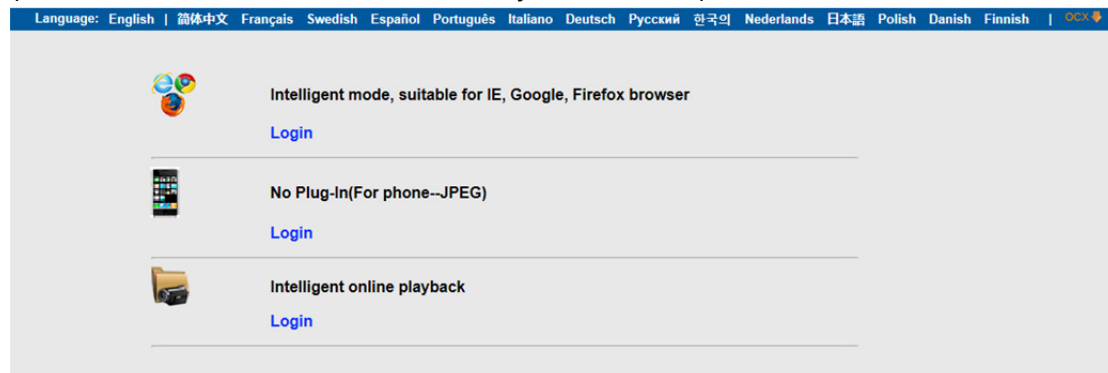 Language: English | 简体中文 Français Swedish Español Português Italiano Deutsch Русский 한국의 Nederlands 日本語 Polish Danish Finnish | OCX
Intelligent mode, suitable for IE, Google, Firefox browser
Login
No Plug-In(For phone--JPEG)
Login
Intelligent online playback
Login